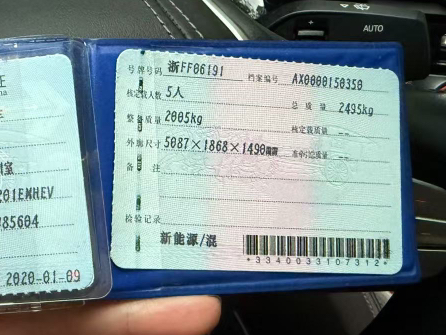 证
号牌号码 浙FF06191 档案编号 AX0000150350
核定载人数 5人 总质量 2495kg
整备质量 2005kg 核定载质量 --
外廓尺寸 5087×1868×1490mm 准牵引总质量 --
备 注
检验记录
新能源/混
*3340033107312*
201EMHEV
85604
2020-01-09
AUTO